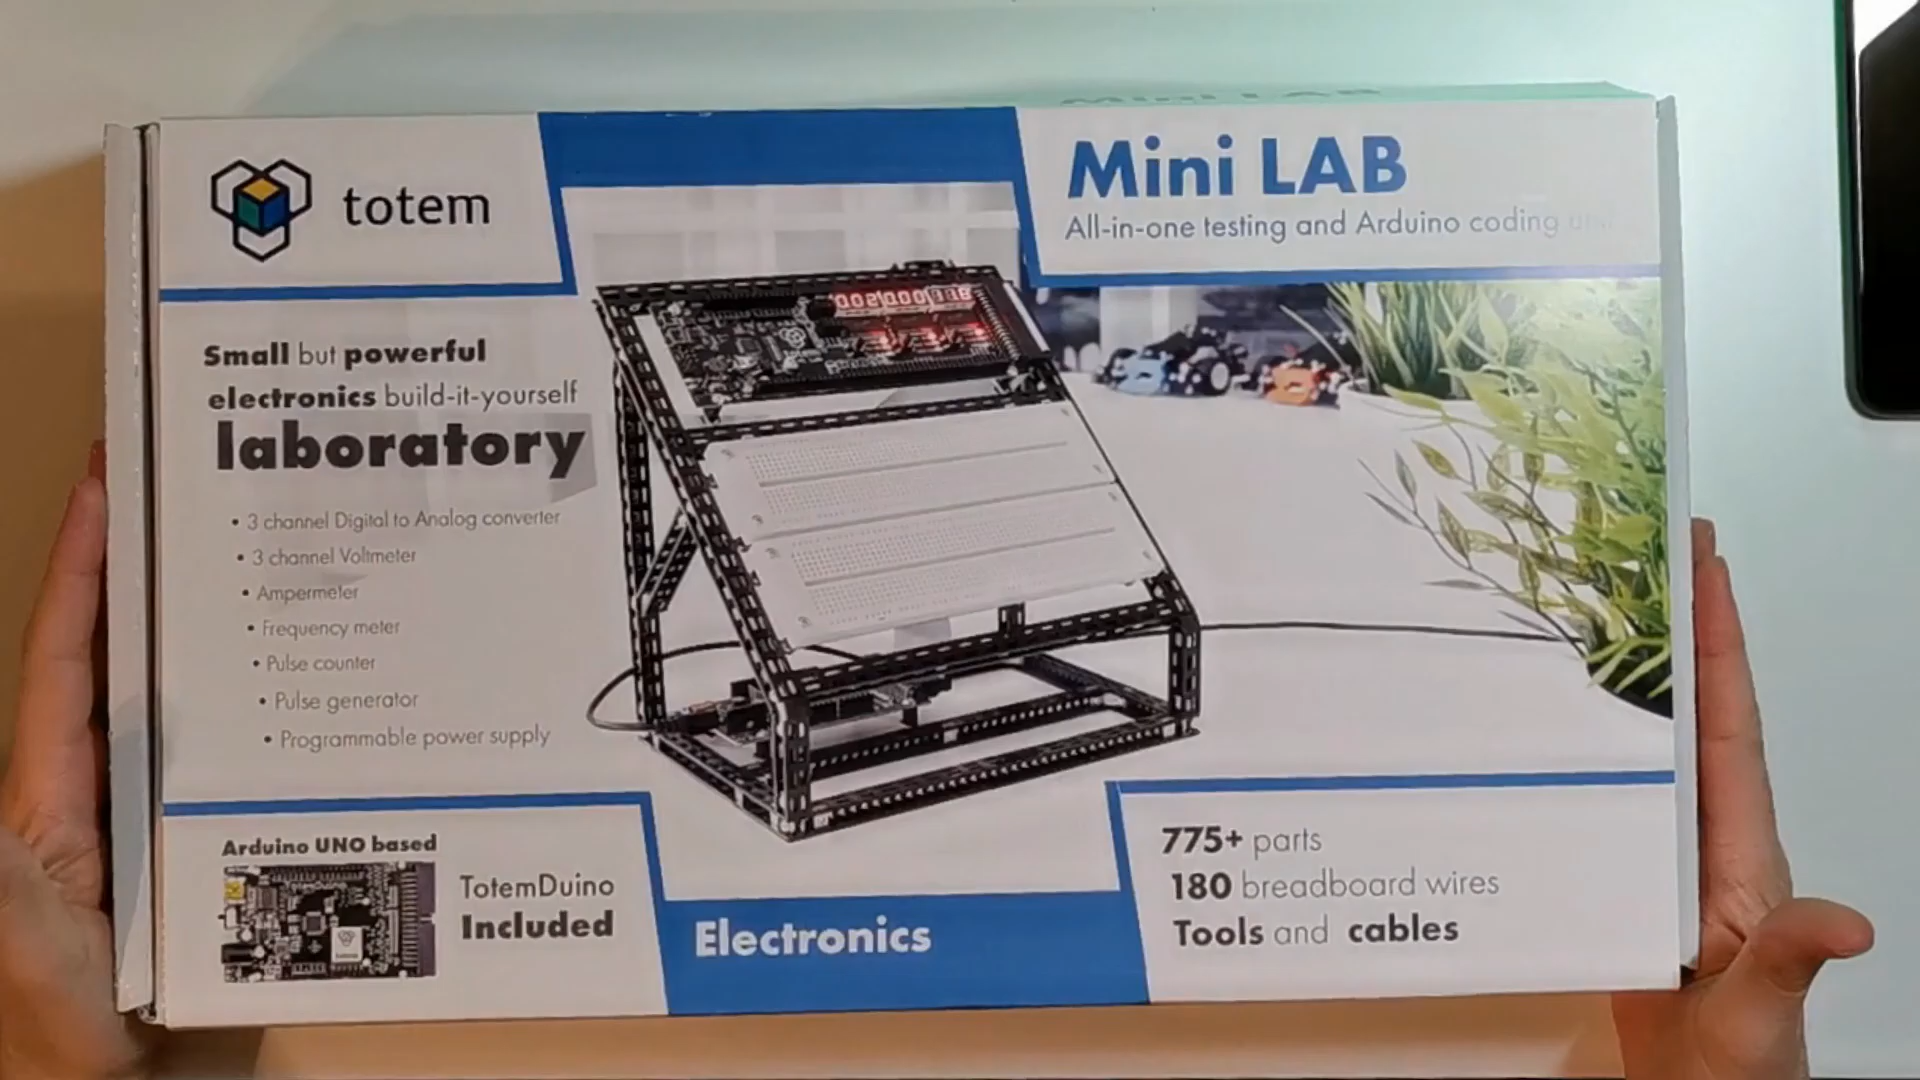 totem
Mini LAB
All-in-one testing and Arduino coding
Small but powerful
electronics build-it-yourself
laboratory
• 3 channel Digital to Analog converter
• 3 channel Voltmeter
• Ampermeter
• Frequency meter
• Pulse counter
• Pulse generator
• Programmable power supply
Arduino UNO based
TotemDuino
Included
Electronics
775+ parts
180 breadboard wires
Tools and cables